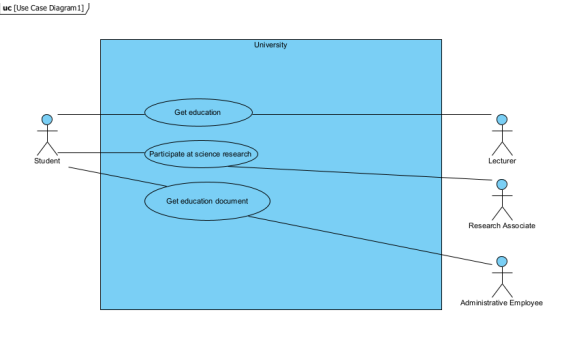 uc [Use Case Diagram1]
University
Get education
Participate at science research
Get education document
Student
Lecturer
Research Associate
Administrative Employee